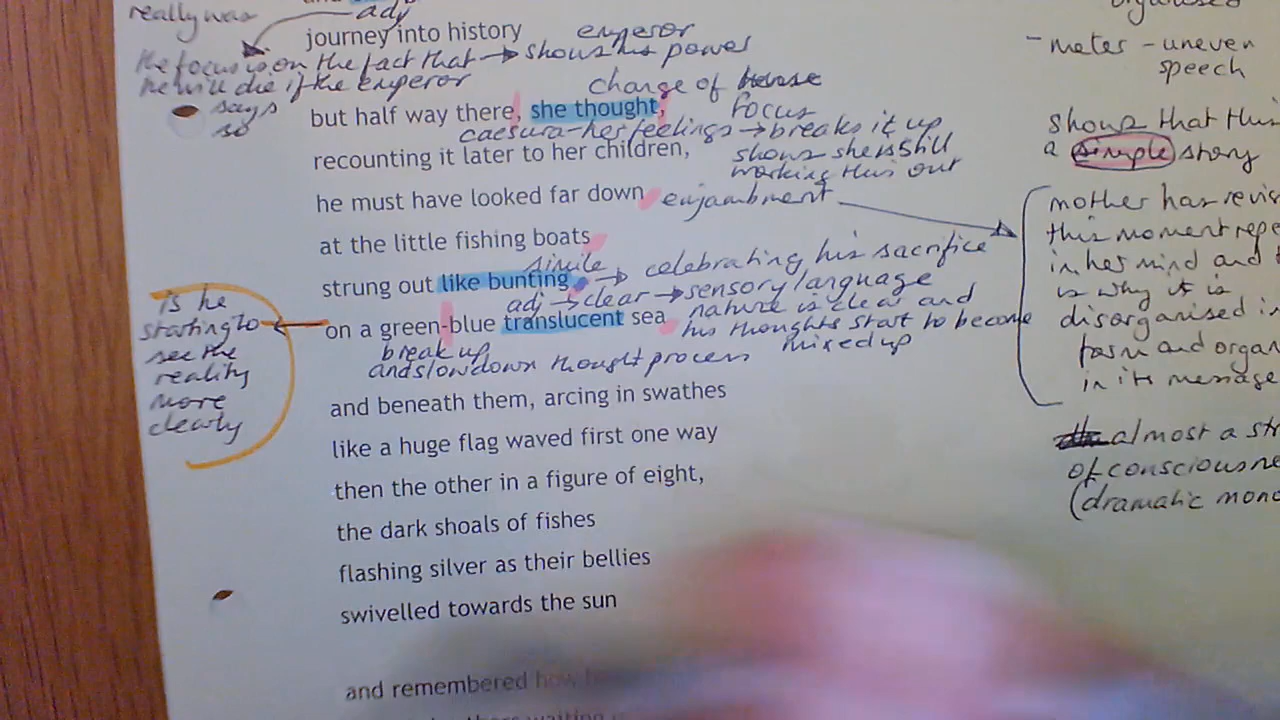 really was
adj
journey into history
emperor
the focus is on the fact that → shows his power
he will die if the emperor
says
so
change of
focus
but half way there, she thought,
caesura - her feelings → breaks it up
recounting it later to her children,
shows she is still
working this out
he must have looked far down
enjambment
at the little fishing boats
simile → celebrating his sacrifice
strung out like bunting
adj → clear → sensory language
on a green-blue translucent sea
nature is clear and
his thoughts start to become
mixed up
break up
and slow down thought process
is he
starting to
see the
reality
more
clearly
and beneath them, arcing in swathes
like a huge flag waved first one way
then the other in a figure of eight,
the dark shoals of fishes
flashing silver as their bellies
swivelled towards the sun
and remembered how
waiting
- meter - uneven
speech
shows that this
a simple story
mother has
this moment
in her mind and
is why it is
disorganised
form and
in its message
almost a
of
(dramatic